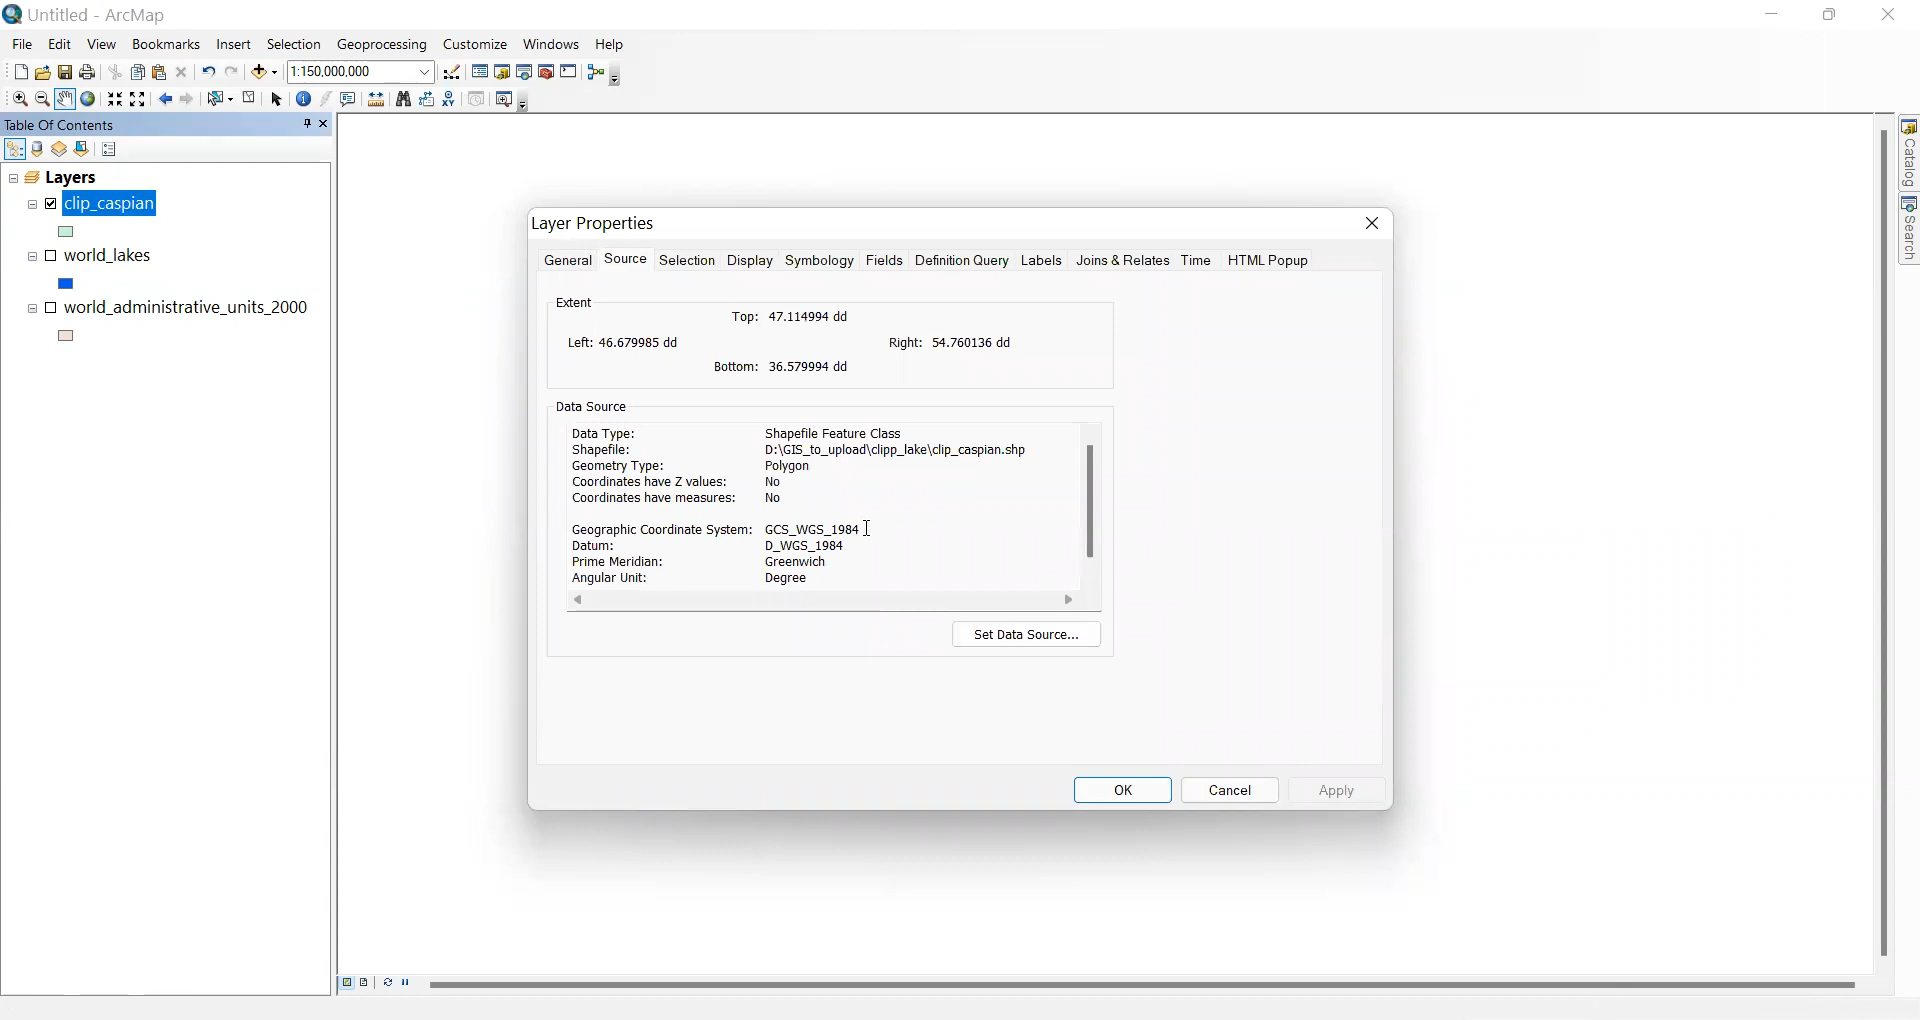 Untitled - ArcMap
File Edit View Bookmarks Insert Selection Geoprocessing Customize Windows Help
1:150,000,000
Table Of Contents
Layers
clip_caspian
world_lakes
world_administrative_units_2000
Layer Properties
General Source Selection Display Symbology Fields Definition Query Labels Joins & Relates Time HTML Popup
Extent
Top: 47.114994 dd
Left: 46.679985 dd Right: 54.760136 dd
Bottom: 36.579994 dd
Data Source
Data Type: Shapefile Feature Class
Shapefile: D:\GIS_to_upload\clipp_lake\clip_caspian.shp
Geometry Type: Polygon
Coordinates have Z values: No
Coordinates have measures: No
Geographic Coordinate System: GCS_WGS_1984
Datum: D_WGS_1984
Prime Meridian: Greenwich
Angular Unit: Degree
Set Data Source...
OK Cancel Apply
Catalog
Search